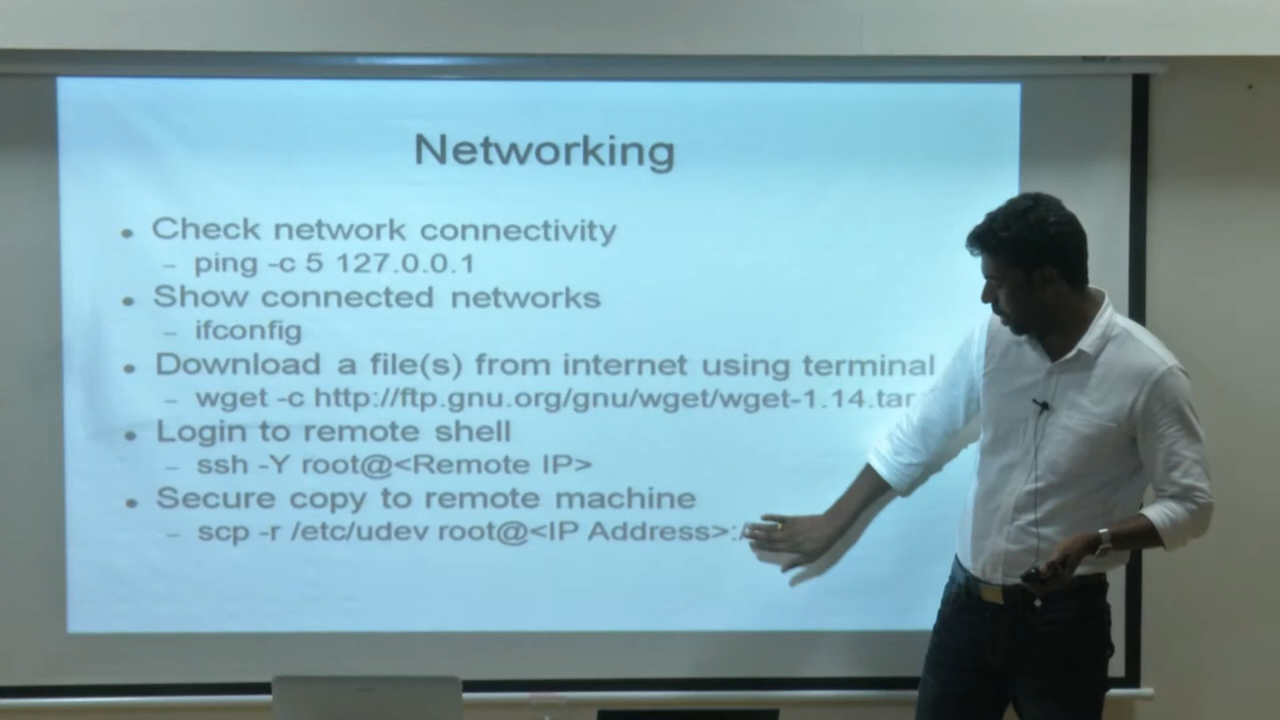 Networking
• Check network connectivity
– ping -c 5 127.0.0.1
• Show connected networks
– ifconfig
• Download a file(s) from internet using terminal
– wget -c http://ftp.gnu.org/gnu/wget/wget-1.14.tar
• Login to remote shell
– ssh -Y root@<Remote IP>
• Secure copy to remote machine
– scp -r /etc/udev root@<IP Address>:/